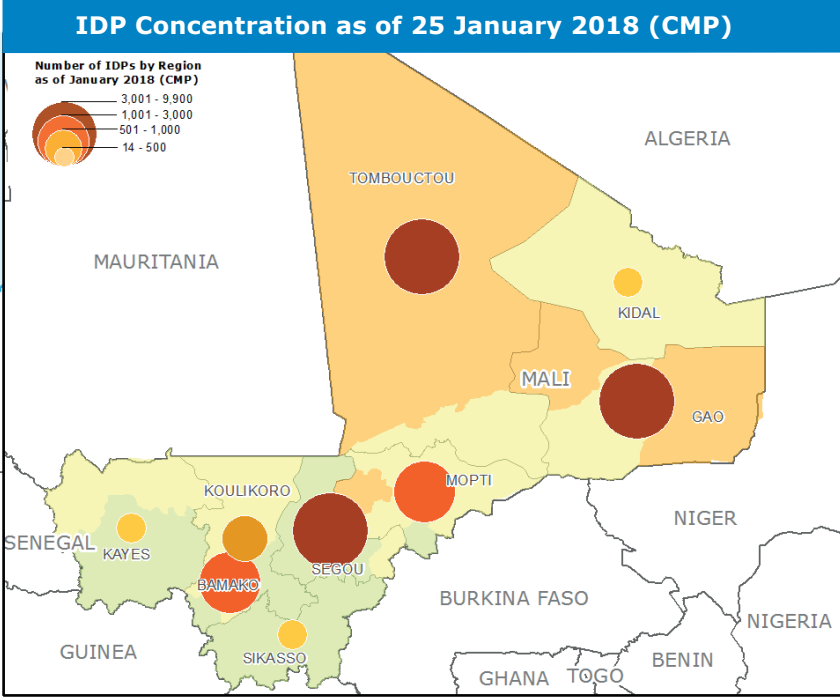 IDP Concentration as of 25 January 2018 (CMP)
Number of IDPs by Region
as of January 2018 (CMP)
3,001 - 9,900
1,001 - 3,000
501 - 1,000
14 - 500
ALGERIA
TOMBOUCTOU
MAURITANIA
KIDAL
MALI
GAO
MOPTI
KOULIKORO
NIGER
SENEGAL
KAYES
SEGOU
BAMAKO
BURKINA FASO
NIGERIA
GUINEA
SIKASSO
BENIN
GHANA
TOGO